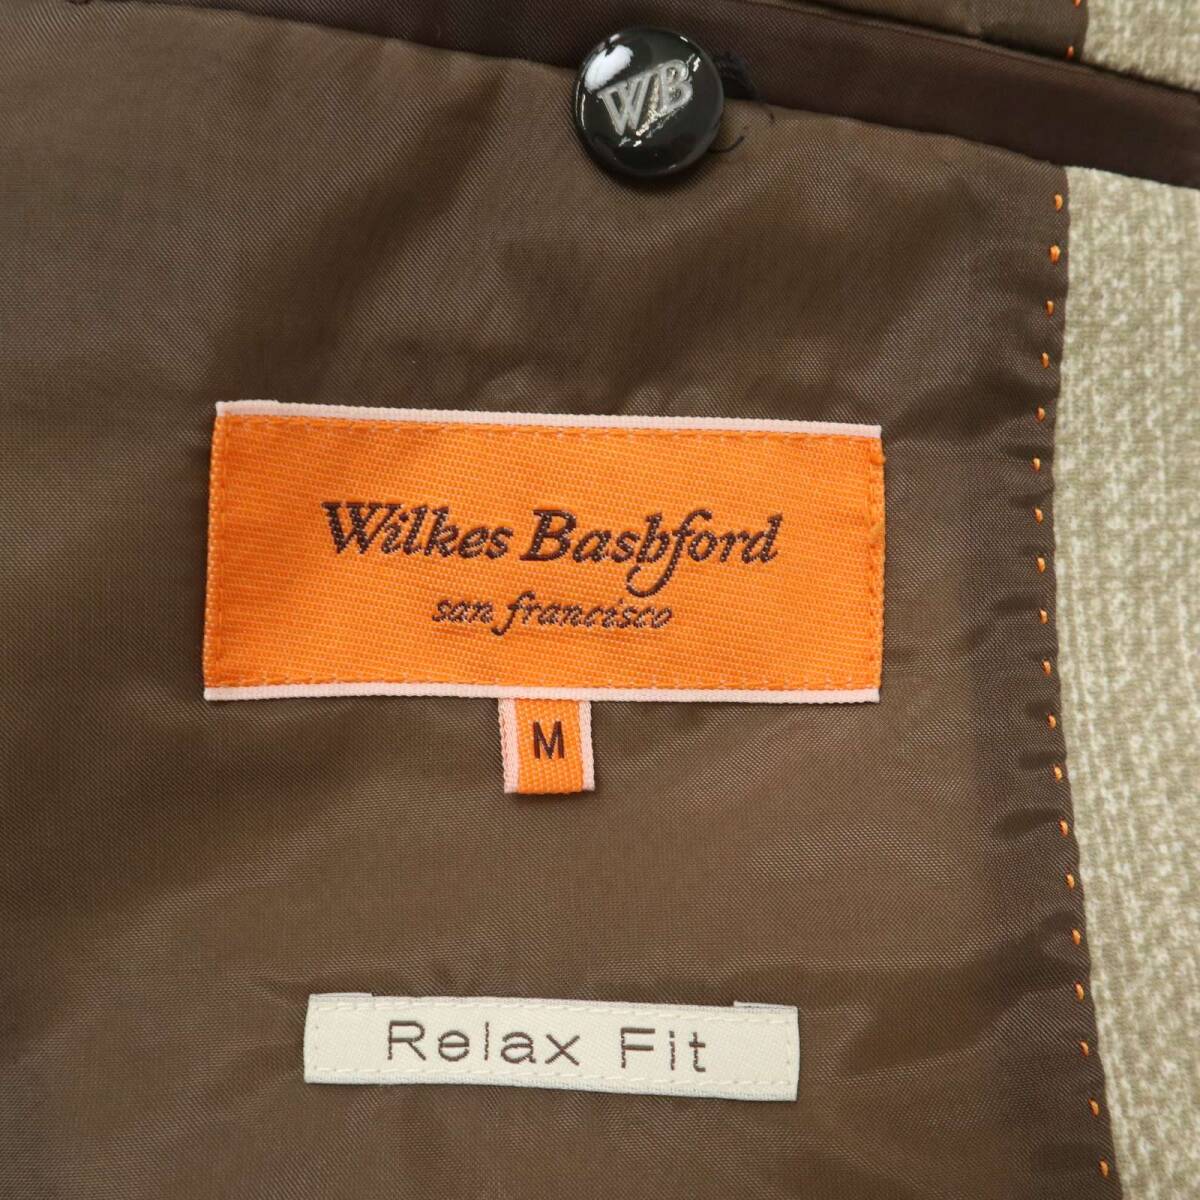 WB
Wilkes Bashford
san francisco
M
Relax Fit